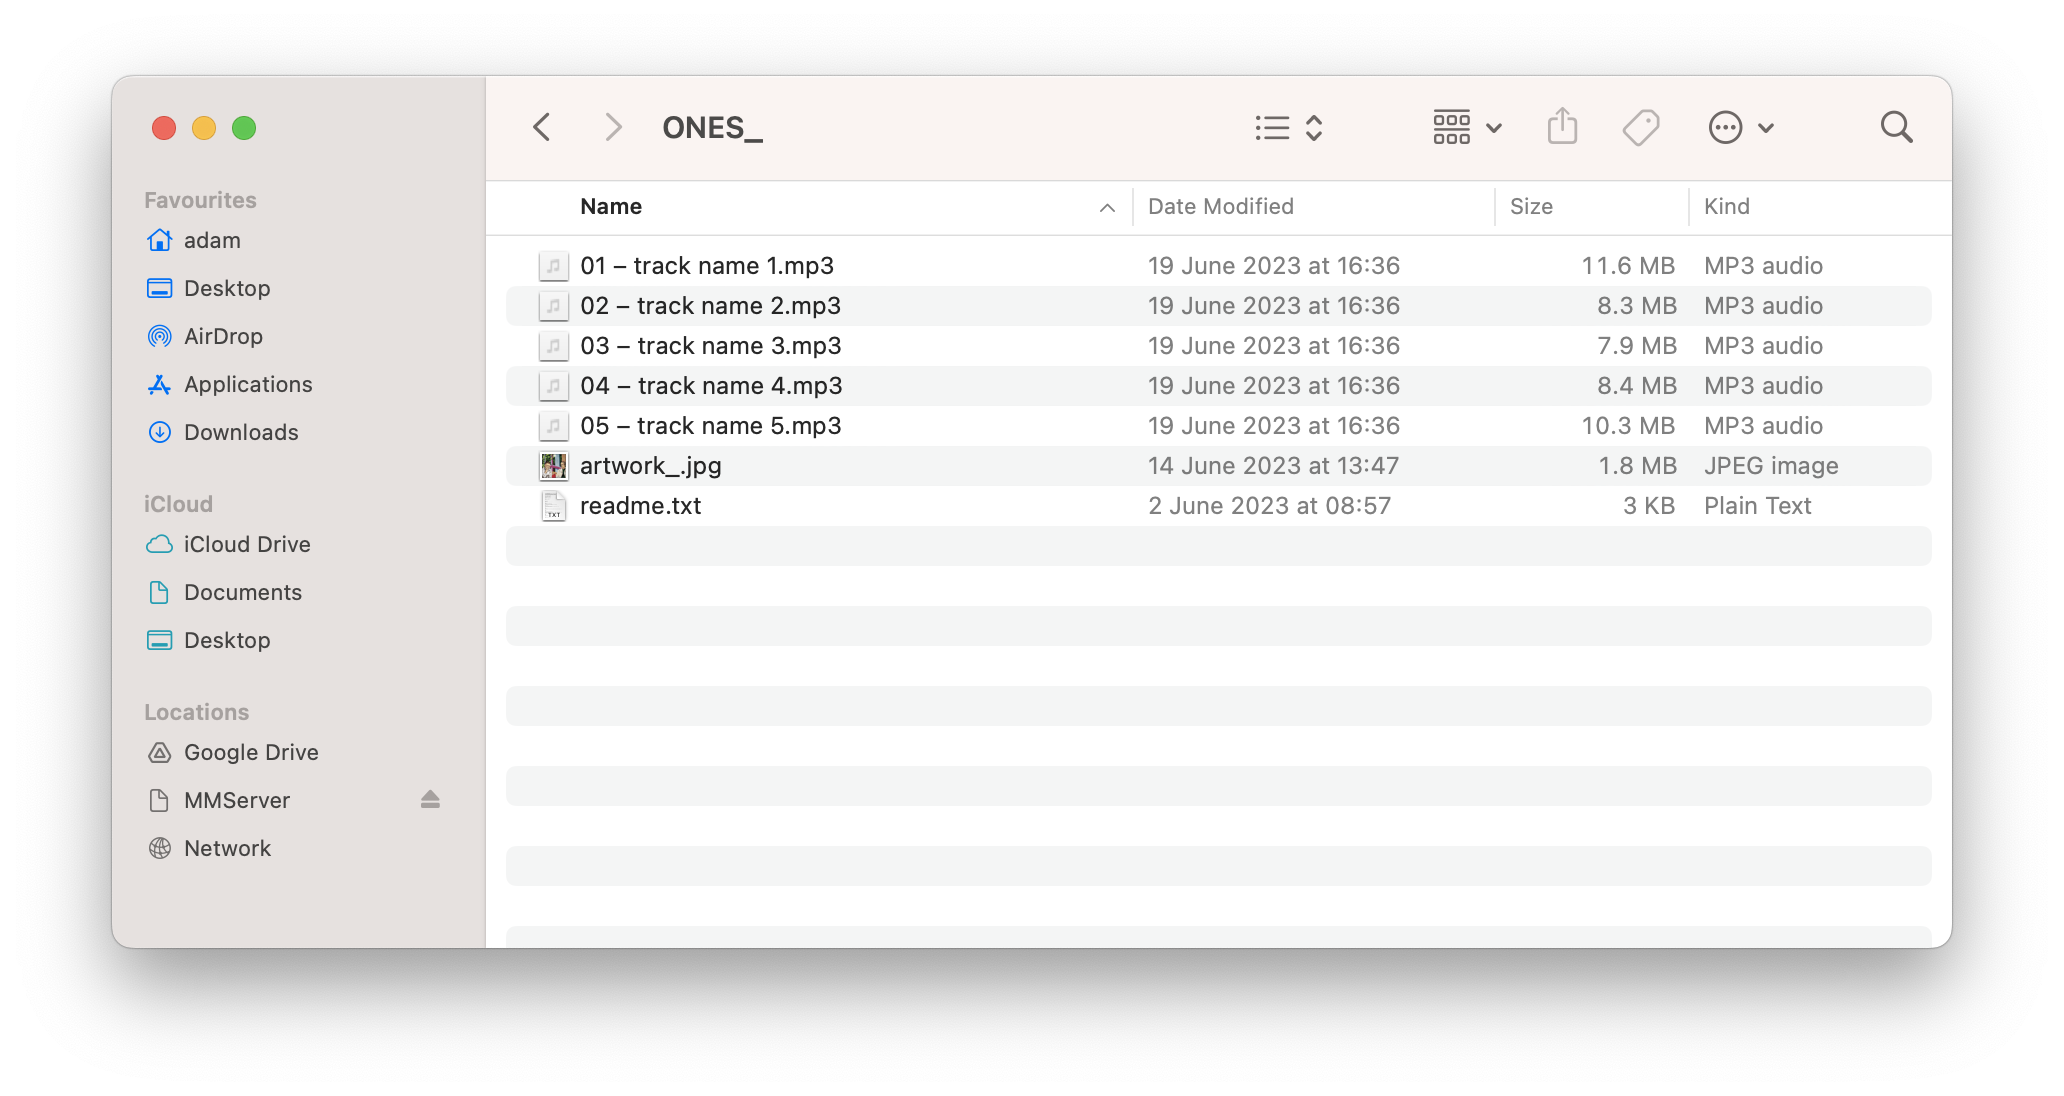 Favourites
adam
Desktop
AirDrop
Applications
Downloads
iCloud
iCloud Drive
Documents
Desktop
Locations
Google Drive
MMServer
Network
ONES_
Name Date Modified Size Kind
01 – track name 1.mp3 19 June 2023 at 16:36 11.6 MB MP3 audio
02 – track name 2.mp3 19 June 2023 at 16:36 8.3 MB MP3 audio
03 – track name 3.mp3 19 June 2023 at 16:36 7.9 MB MP3 audio
04 – track name 4.mp3 19 June 2023 at 16:36 8.4 MB MP3 audio
05 – track name 5.mp3 19 June 2023 at 16:36 10.3 MB MP3 audio
artwork_.jpg 14 June 2023 at 13:47 1.8 MB JPEG image
TXT readme.txt 2 June 2023 at 08:57 3 KB Plain Text